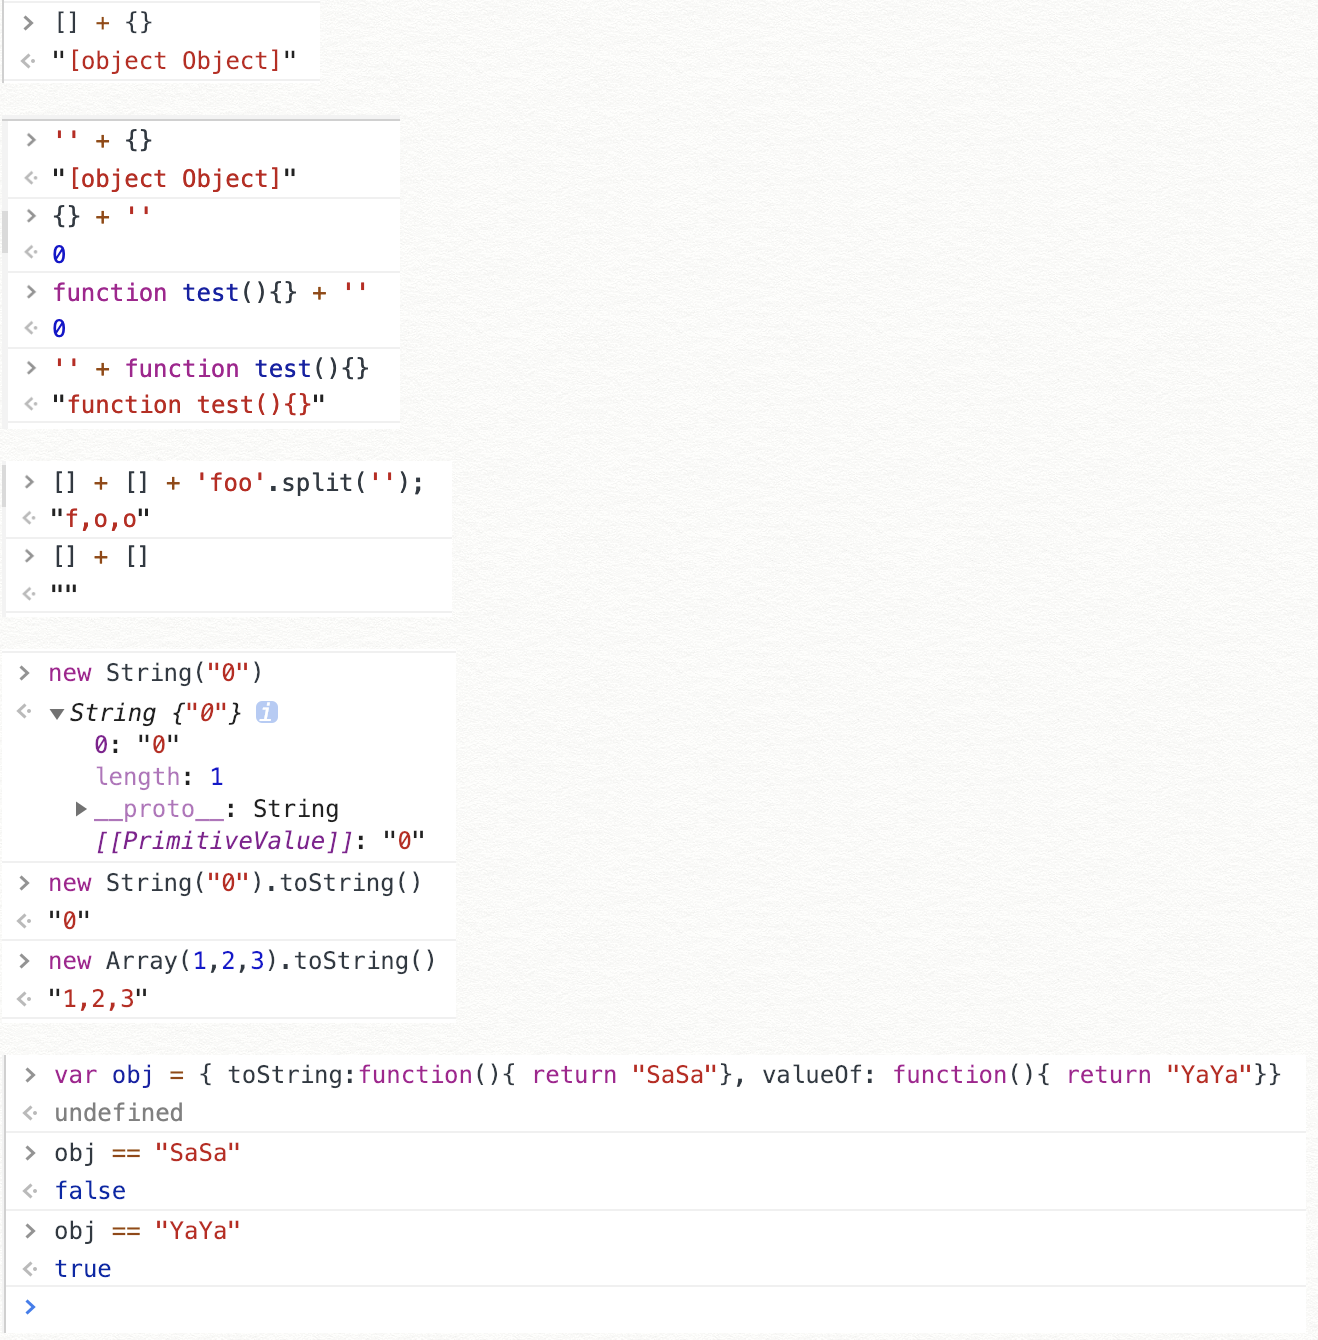 > [] + {}
<· "[object Object]"
> '' + {}
<· "[object Object]"
> {} + ''
<· 0
> function test(){} + ''
<· 0
> '' + function test(){}
<· "function test(){}"
> [] + [] + 'foo'.split('');
<· "f,o,o"
> [] + []
<· ""
> new String("0")
<· ▼String {"0"} i
0: "0"
length: 1
▶__proto__: String
[[PrimitiveValue]]: "0"
> new String("0").toString()
<· "0"
> new Array(1,2,3).toString()
<· "1,2,3"
> var obj = { toString:function(){ return "SaSa"}, valueOf: function(){ return "YaYa"}}
<· undefined
> obj == "SaSa"
<· false
> obj == "YaYa"
<· true
>